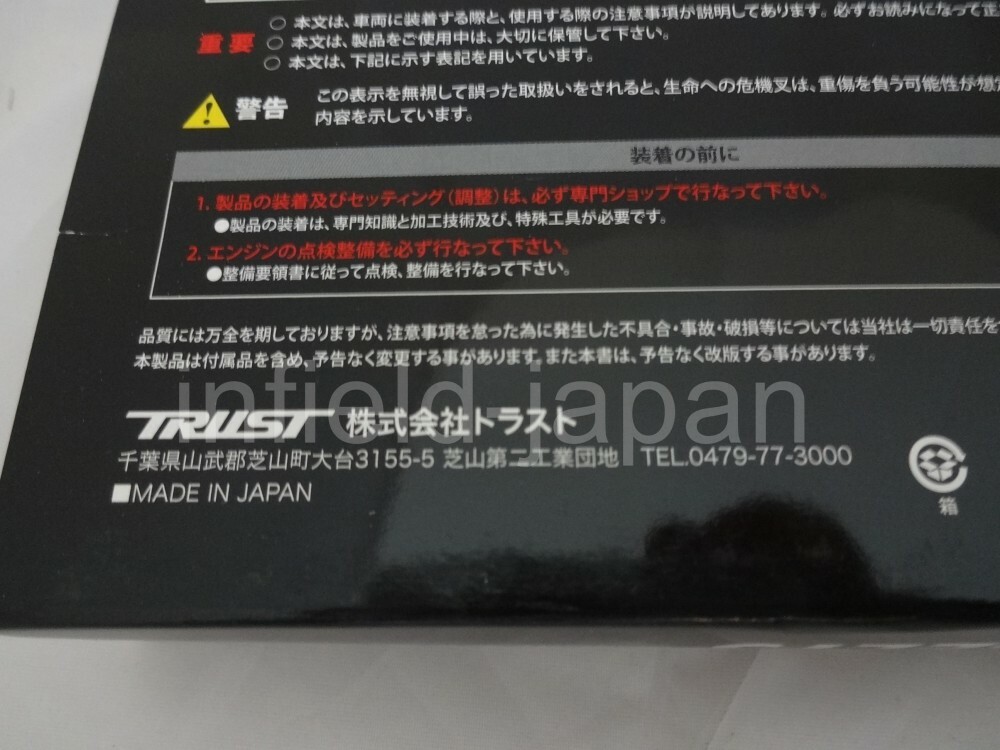 ○ 本文は、車両に装着する際と、使用する際の注意事項が説明してあります。必ずお読みになって正
重要 ○ 本文は、製品をご使用中は、大切に保管して下さい。
○ 本文は、下記に示す表記を用いています。
警告 この表示を無視して誤った取扱いをされると、生命への危機又は、重傷を負う可能性が想定
内容を示しています。
装着の前に
1. 製品の装着及びセッティング(調整)は、必ず専門ショップで行なって下さい。
●製品の装着は、専門知識と加工技術及び、特殊工具が必要です。
2. エンジンの点検整備を必ず行なって下さい。
●整備要領書に従って点検、整備を行なって下さい。
品質には万全を期しておりますが、注意事項を怠った為に発生した不具合・事故・破損等については当社は一切責任を
本製品は付属品を含め、予告なく変更する事があります。また本書は、予告なく改版する事があります。
infield-japan
TRUST 株式会社トラスト
千葉県山武郡芝山町大台3155-5 芝山第二工業団地 TEL.0479-77-3000
■MADE IN JAPAN
箱